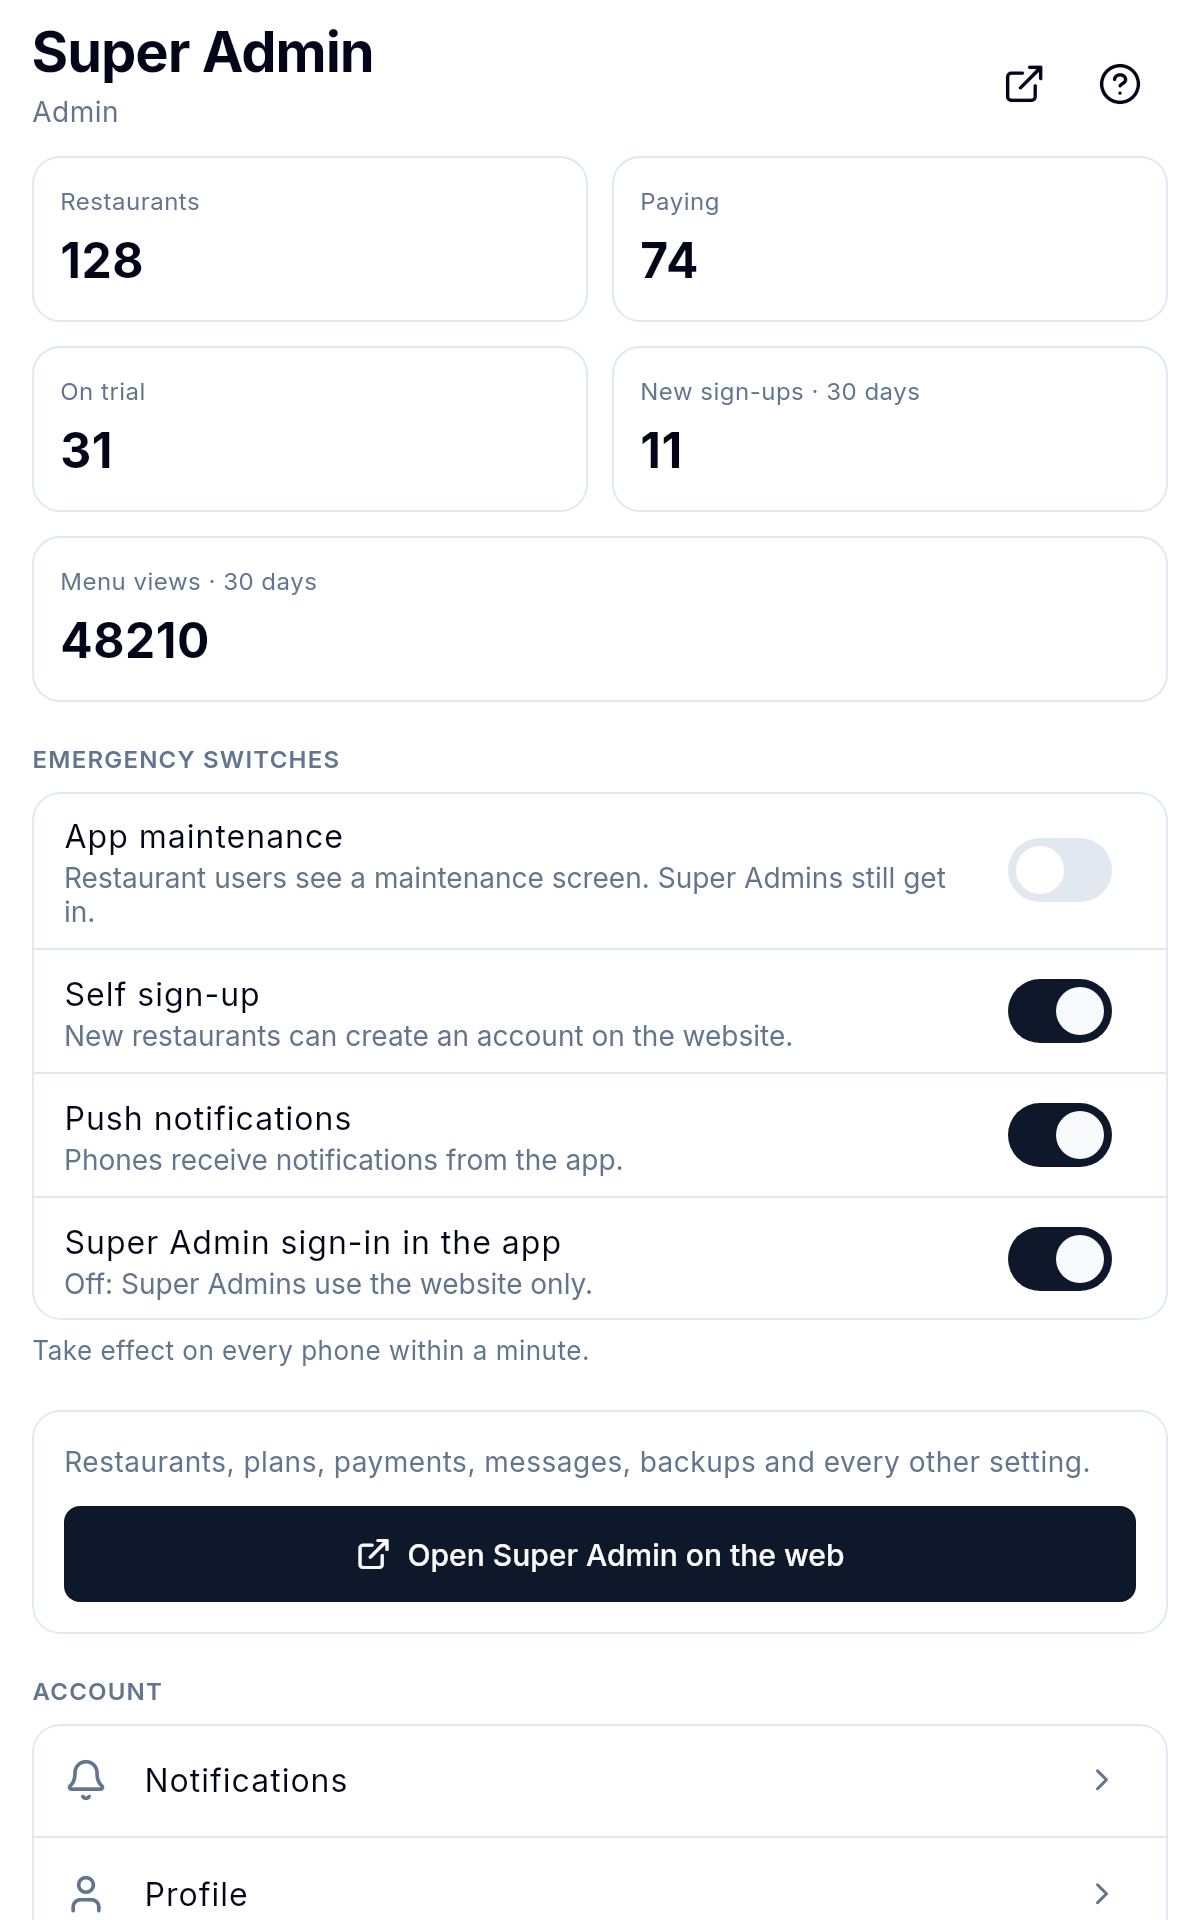 Super Admin
Admin
Restaurants
128
Paying
74
On trial
31
New sign-ups · 30 days
11
Menu views · 30 days
48210
EMERGENCY SWITCHES
App maintenance
Restaurant users see a maintenance screen. Super Admins still get
in.
Self sign-up
New restaurants can create an account on the website.
Push notifications
Phones receive notifications from the app.
Super Admin sign-in in the app
Off: Super Admins use the website only.
Take effect on every phone within a minute.
Restaurants, plans, payments, messages, backups and every other setting.
Open Super Admin on the web
ACCOUNT
Notifications
Profile